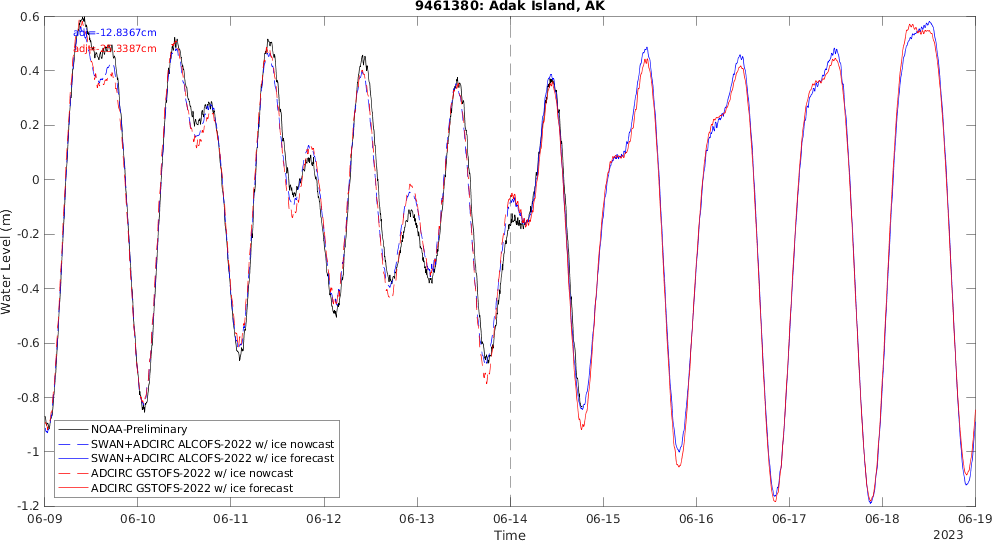 9461380: Adak Island, AK
0.6
adj=-12.8367cm
0.4
0.2
0
-0.2
-0.4
-0.6
-0.8
-1
-1.2
Water Level (m)
NOAA-Preliminary
SWAN+ADCIRC ALCOFS-2022 w/ ice nowcast
SWAN+ADCIRC ALCOFS-2022 w/ ice forecast
ADCIRC GSTOFS-2022 w/ ice nowcast
ADCIRC GSTOFS-2022 w/ ice forecast
06-09 06-10 06-11 06-12 06-13 06-14 06-15 06-16 06-17 06-18 06-19
Time
2023